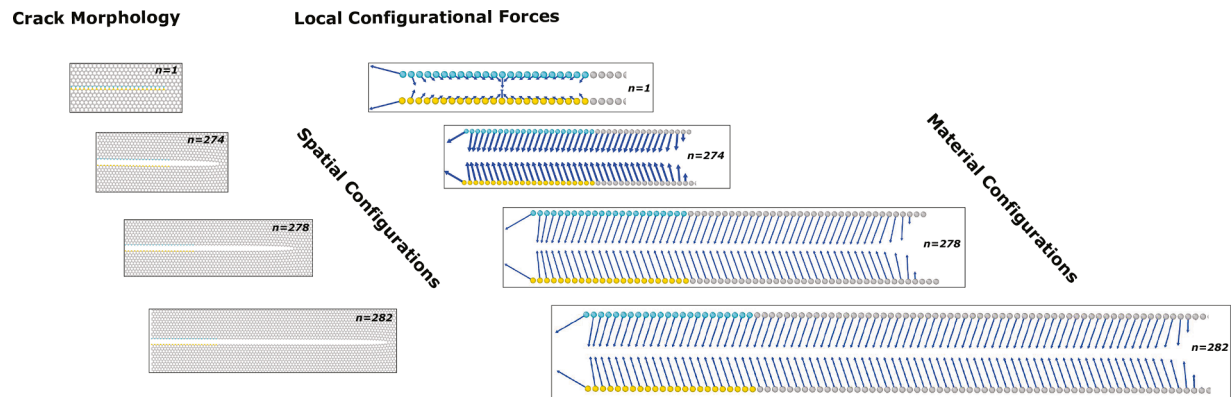 Crack Morphology
Local Configurational Forces
n=1
n=1
n=274
n=274
Spatial Configurations
Material Configurations
n=278
n=278
n=282
n=282